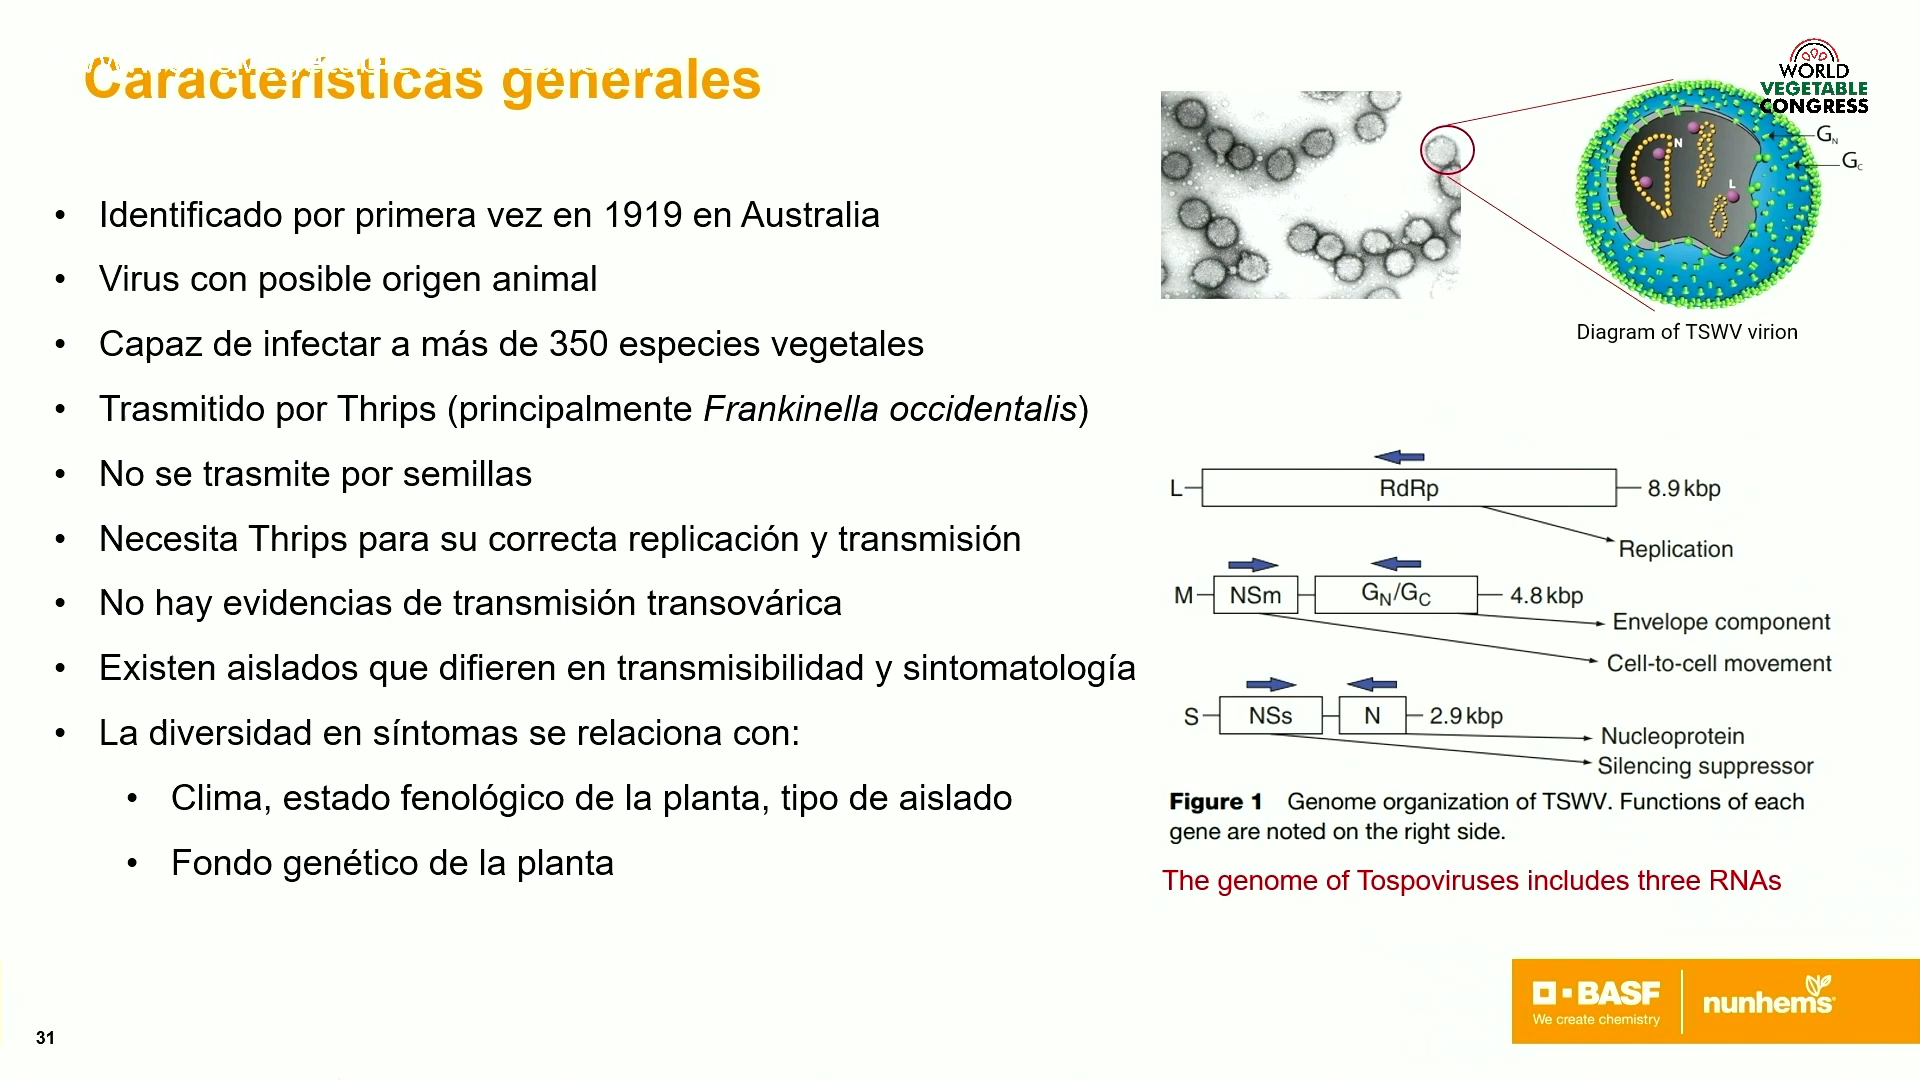 Características generales
WORLD
VEGETABLE
CONGRESS
• Identificado por primera vez en 1919 en Australia
• Virus con posible origen animal
• Capaz de infectar a más de 350 especies vegetales
• Trasmitido por Thrips (principalmente Frankinella occidentalis)
• No se trasmite por semillas
• Necesita Thrips para su correcta replicación y transmisión
• No hay evidencias de transmisión transovárica
• Existen aislados que difieren en transmisibilidad y sintomatología
• La diversidad en síntomas se relaciona con:
• Clima, estado fenológico de la planta, tipo de aislado
• Fondo genético de la planta
N
L
GN
GC
Diagram of TSWV virion
L RdRp 8.9 kbp
Replication
M NSm GN/GC 4.8 kbp
Envelope component
Cell-to-cell movement
S NSs N 2.9 kbp
Nucleoprotein
Silencing suppressor
Figure 1 Genome organization of TSWV. Functions of each
gene are noted on the right side.
The genome of Tospoviruses includes three RNAs
BASF
We create chemistry
nunhems
31